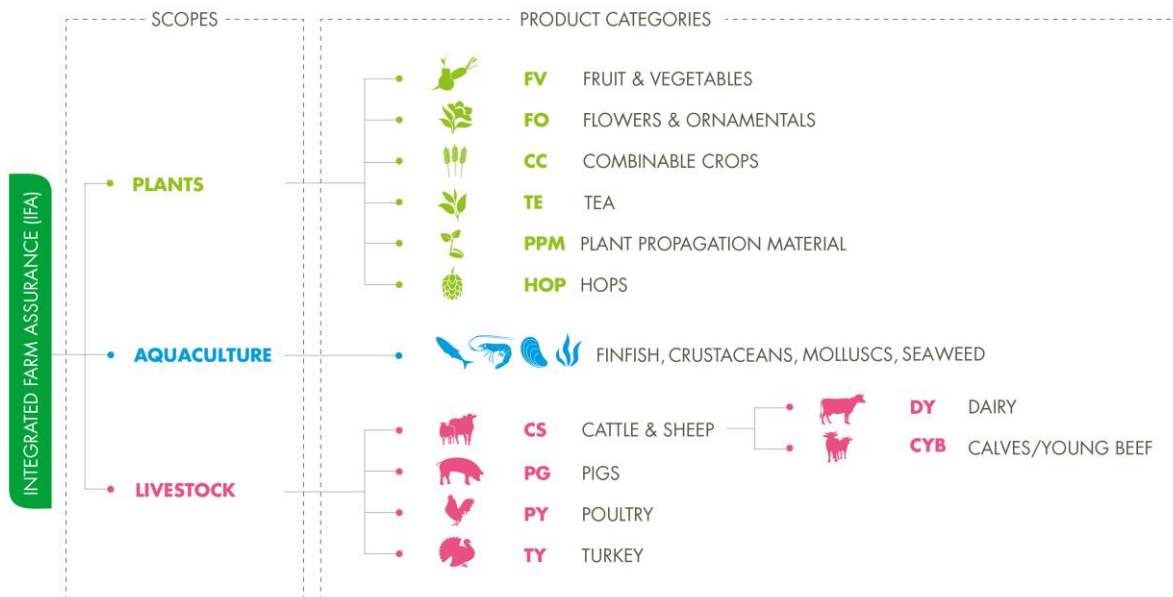 SCOPES
PRODUCT CATEGORIES
INTEGRATED FARM ASSURANCE (IFA)
PLANTS
FV FRUIT & VEGETABLES
FO FLOWERS & ORNAMENTALS
CC COMBINABLE CROPS
TE TEA
PPM PLANT PROPAGATION MATERIAL
HOP HOPS
AQUACULTURE
FINFISH, CRUSTACEANS, MOLLUSCS, SEAWEED
LIVESTOCK
CS CATTLE & SHEEP
DY DAIRY
CYB CALVES/YOUNG BEEF
PG PIGS
PY POULTRY
TY TURKEY